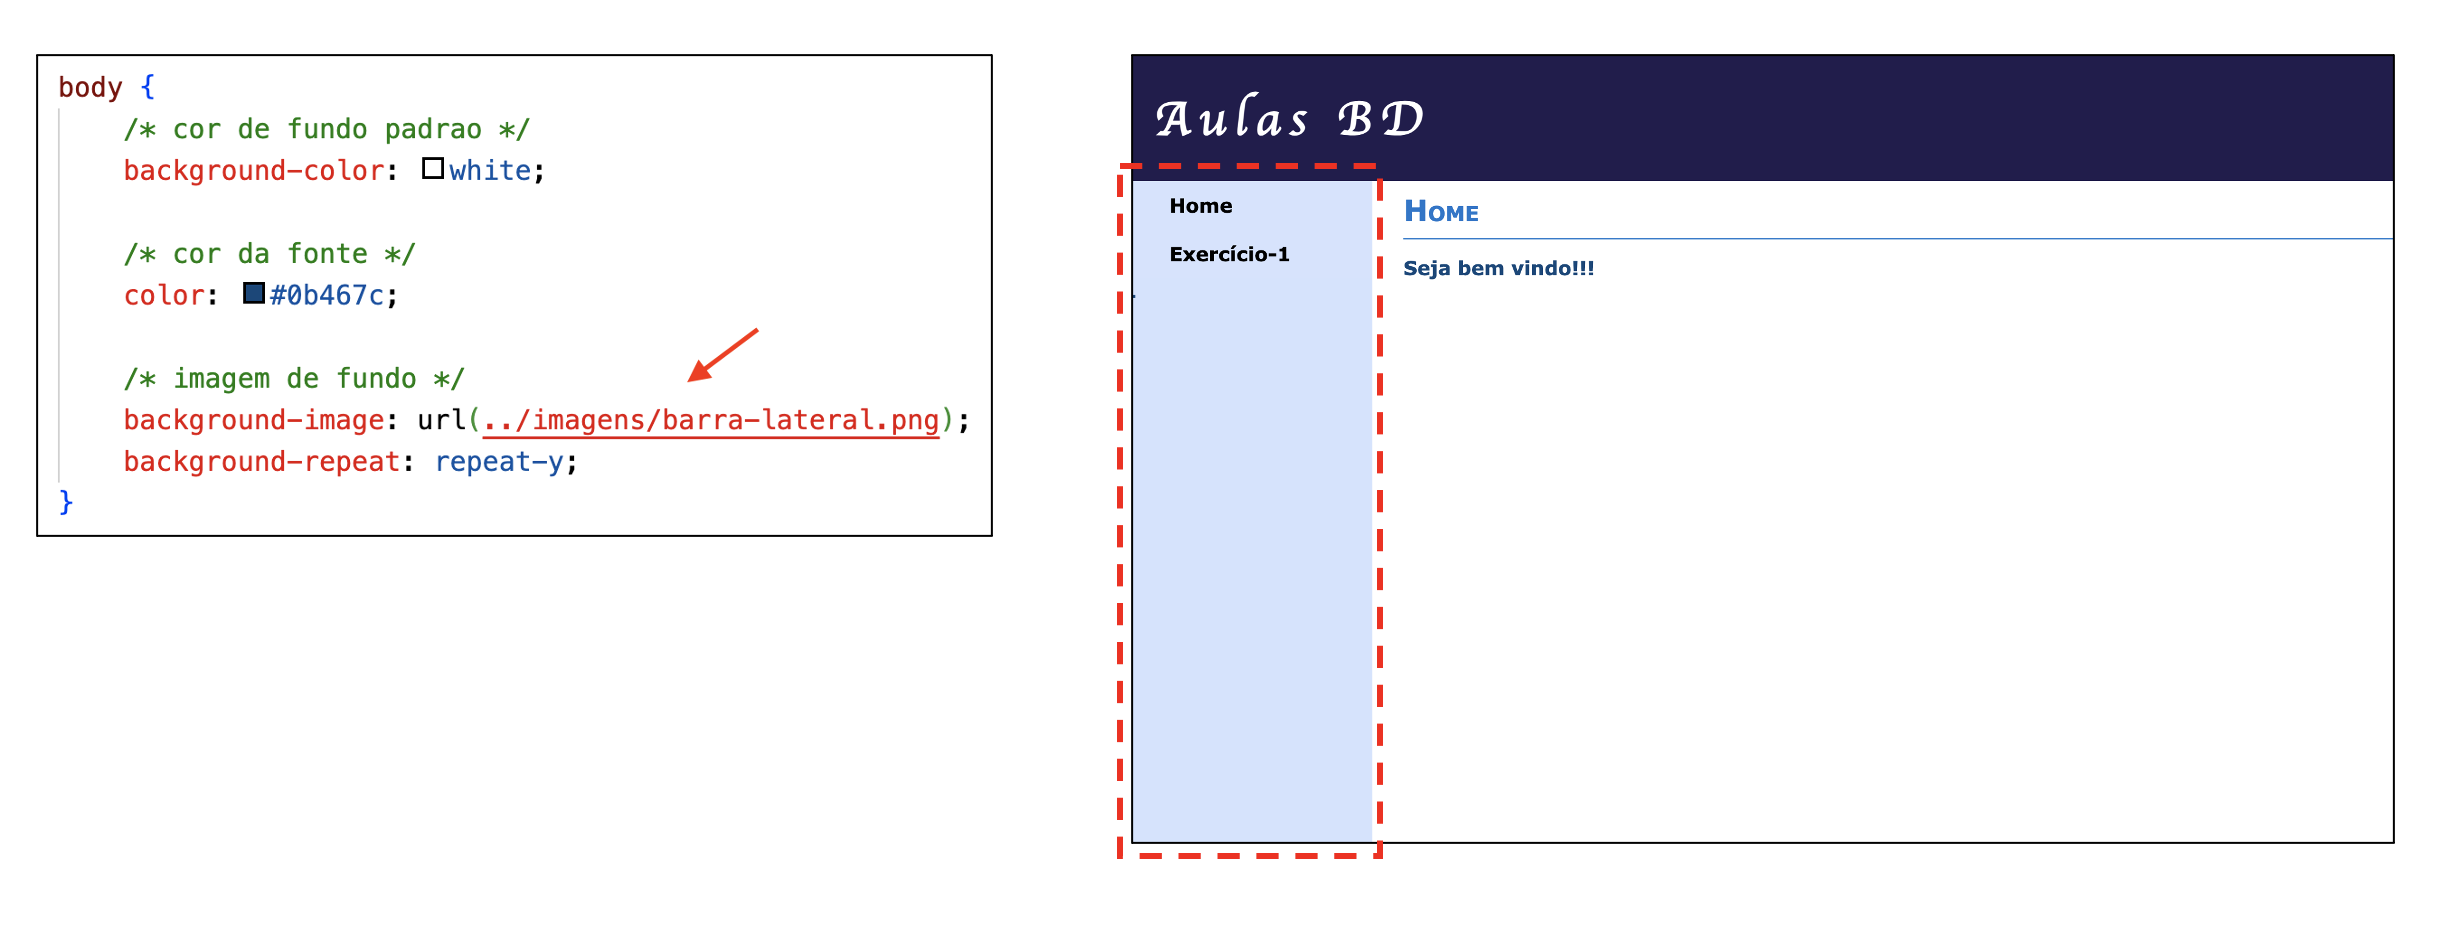 body {
/* cor de fundo padrao */
background-color: white;
/* cor da fonte */
color: #0b467c;
/* imagem de fundo */
background-image: url(../imagens/barra-lateral.png);
background-repeat: repeat-y;
}
Aulas BD
Home
Exercício-1
Home
Seja bem vindo!!!